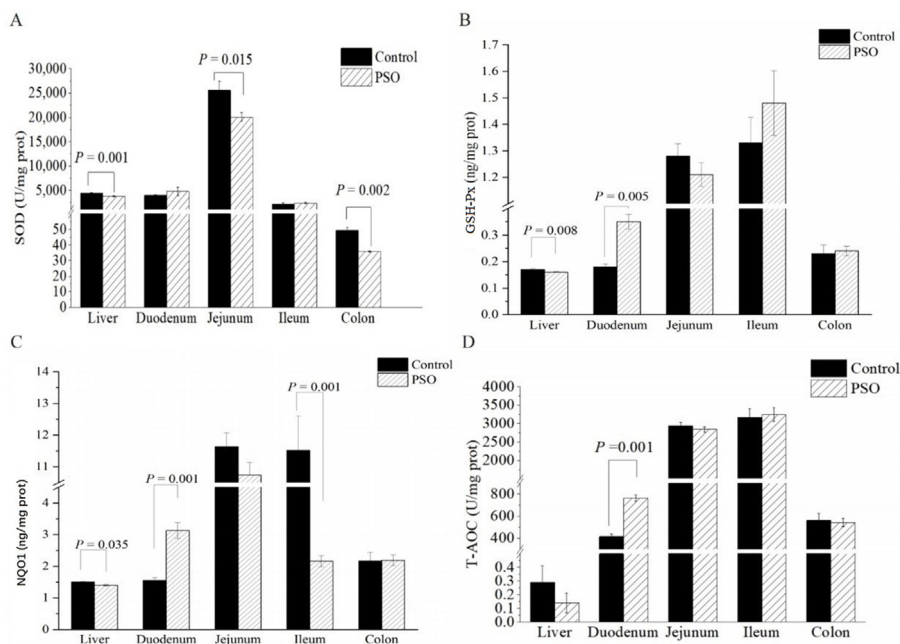 A
Control
PSO
P = 0.015
P = 0.001
P = 0.002
SOD (U/mg prot)
30,000
25,000
20,000
15,000
10,000
5,000
50
40
30
20
10
0
Liver Duodenum Jejunum Ileum Colon
B
Control
PSO
P = 0.005
P = 0.008
GSH-Px (ng/mg prot)
1.7
1.6
1.5
1.4
1.3
1.2
0.3
0.2
0.1
0.0
Liver Duodenum Jejunum Ileum Colon
C
Control
PSO
P = 0.001
P = 0.001
P = 0.035
NQO1 (ng/mg prot)
14
13
12
11
4
3
2
1
0
Liver Duodenum Jejunum Ileum Colon
D
Control
PSO
P =0.001
T-AOC (U/mg prot)
4000
3500
3000
2500
2000
800
600
400
0.4
0.3
0.2
0.1
0.0
Liver Duodenum Jejunum Ileum Colon